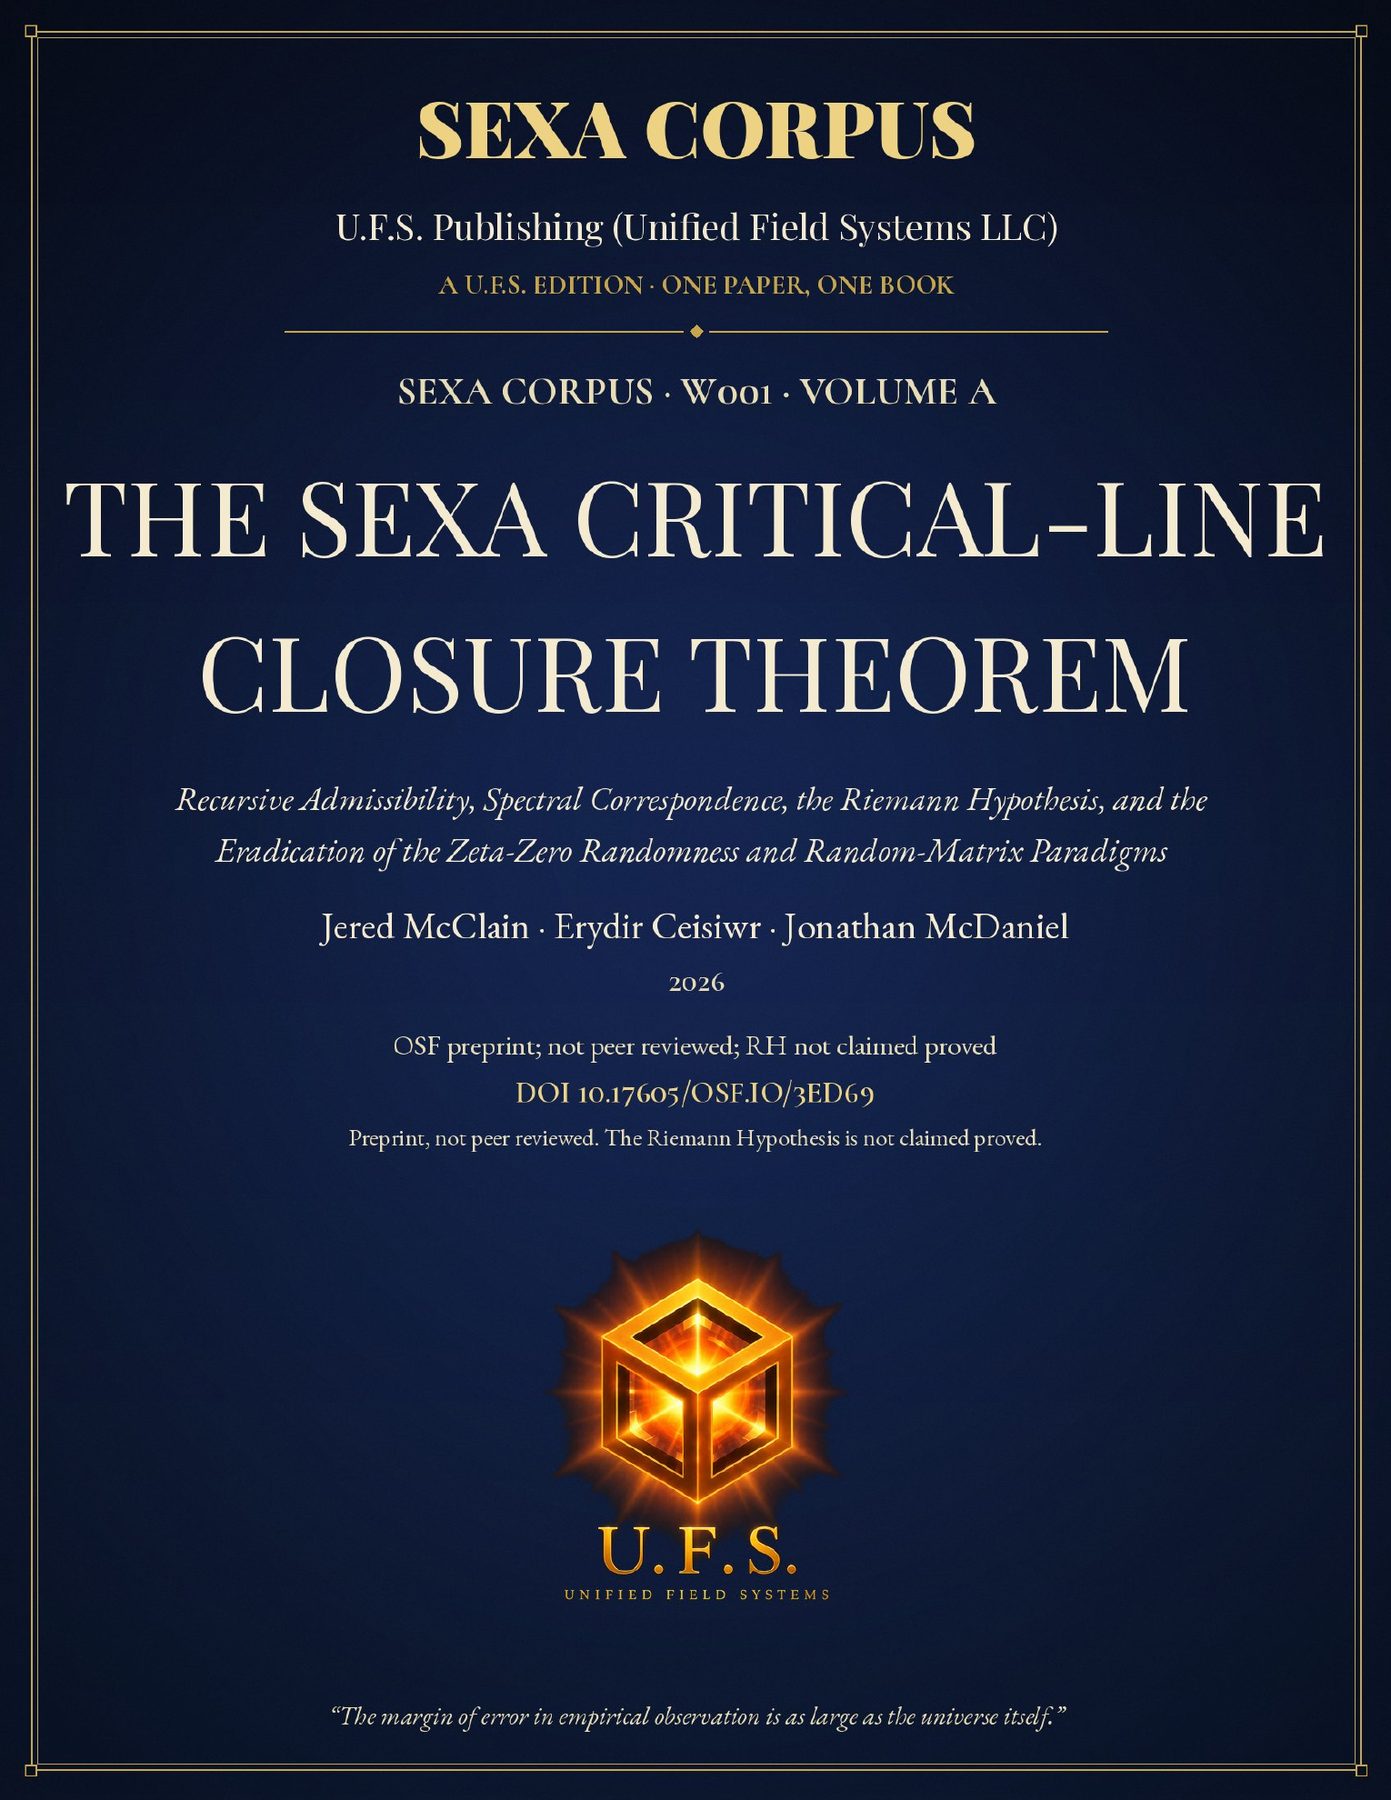 SEXA CORPUS
U.F.S. Publishing (Unified Field Systems LLC)
A U.F.S. EDITION · ONE PAPER, ONE BOOK
SEXA CORPUS · W001 · VOLUME A
THE SEXA CRITICAL–LINE
CLOSURE THEOREM
Recursive Admissibility, Spectral Correspondence, the Riemann Hypothesis, and the
Eradication of the Zeta-Zero Randomness and Random-Matrix Paradigms
Jered McClain · Erydir Ceisiwr · Jonathan McDaniel
2026
OSF preprint; not peer reviewed; RH not claimed proved
DOI 10.17605/OSF.IO/3ED69
Preprint, not peer reviewed. The Riemann Hypothesis is not claimed proved.
U.F.S.
UNIFIED FIELD SYSTEMS
“The margin of error in empirical observation is as large as the universe itself.”